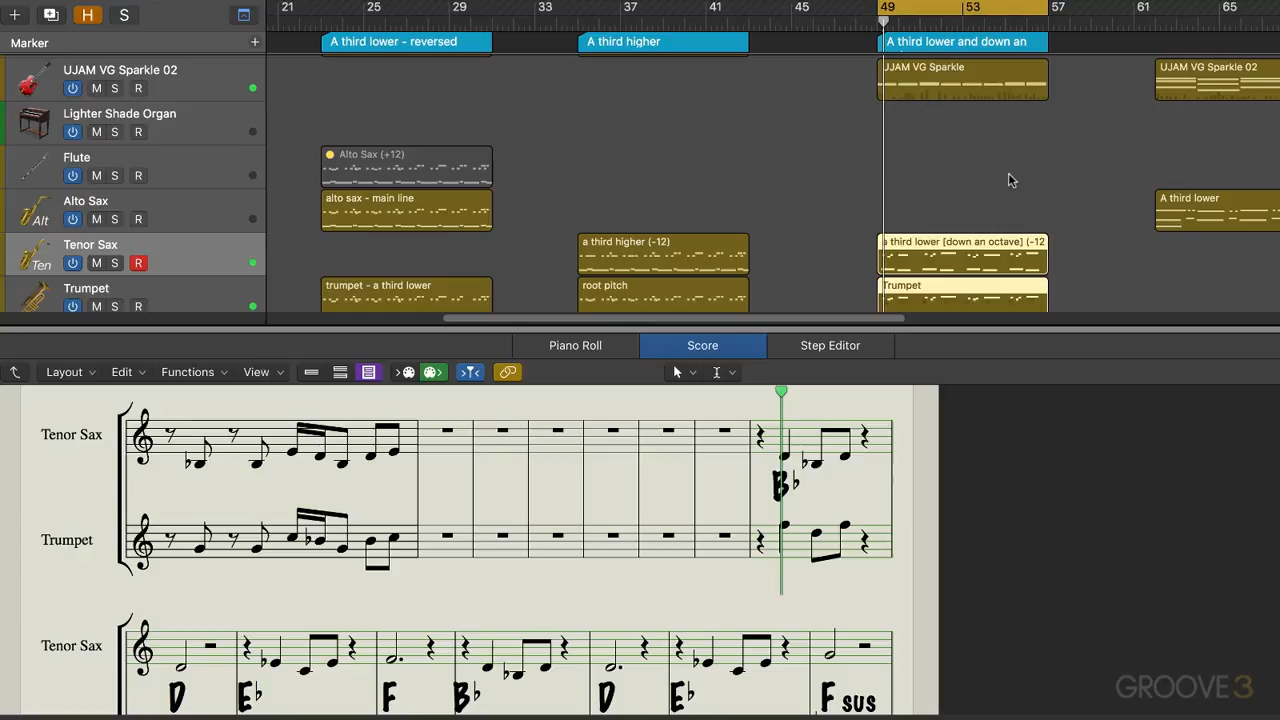 H S
21 25 29 33 37 41 45 49 53 57 61 65
Marker
A third lower - reversed
A third higher
A third lower and down an
UJAM VG Sparkle 02
M S R
UJAM VG Sparkle
UJAM VG Sparkle 02
Lighter Shade Organ
M S R
Flute
M S R
Alto Sax (+12)
Alto Sax
Alt
M S R
alto sax - main line
A third lower
Tenor Sax
Ten
M S R
a third higher (-12)
a third lower [down an octave] (-12
Trumpet
M S R
trumpet - a third lower
root pitch
Trumpet
Piano Roll
Score
Step Editor
Layout
Edit
Functions
View
Tenor Sax
B♭
Trumpet
Tenor Sax
D E♭ F B♭ D E♭ F sus
GROOVE 3